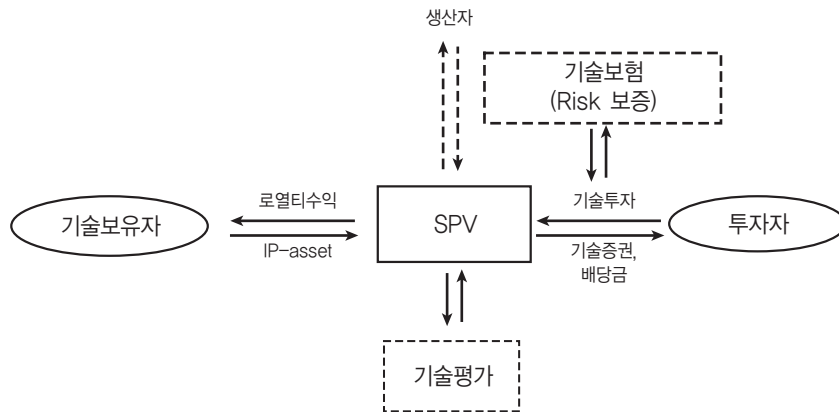 생산자
기술보험
(Risk 보증)
로열티수익
기술투자
기술보유자
SPV
투자자
IP-asset
기술증권,
배당금
기술평가